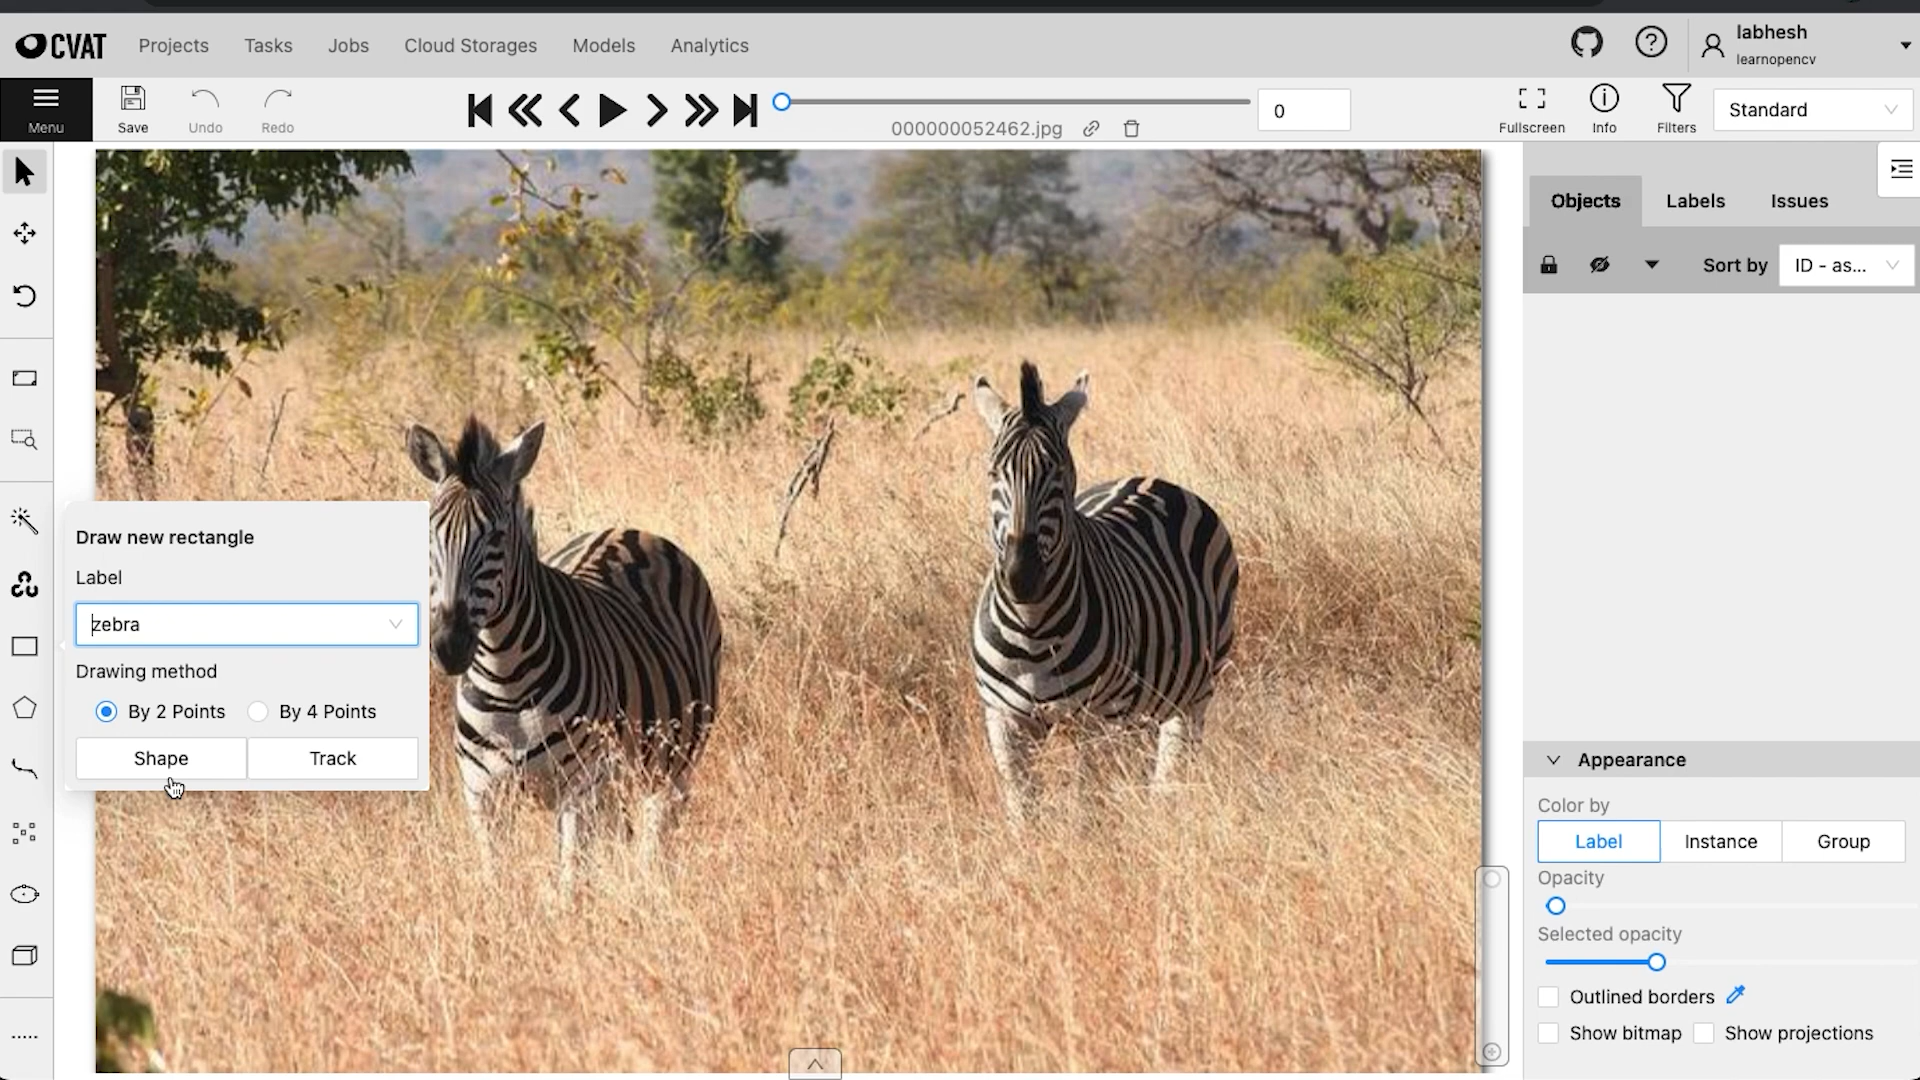 CVAT Projects Tasks Jobs Cloud Storages Models Analytics labhesh
learnopencv
Menu Save Undo Redo 000000052462.jpg 0 Fullscreen Info Filters Standard
Objects Labels Issues
Sort by ID - as...
Draw new rectangle
Label
zebra
Drawing method
By 2 Points By 4 Points
Shape Track
Appearance
Color by
Label Instance Group
Opacity
Selected opacity
Outlined borders
Show bitmap Show projections